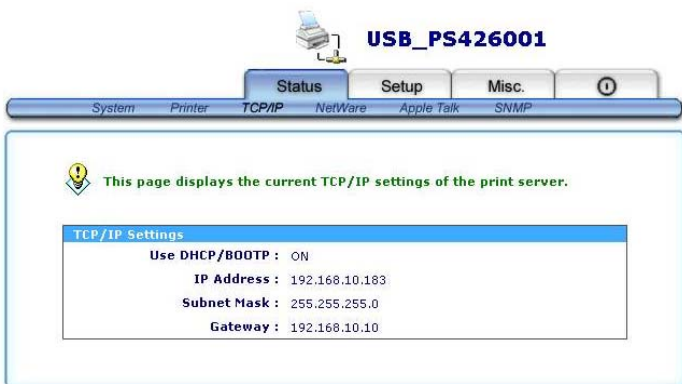 USB_PS426001
Status Setup Misc.
System Printer TCP/IP NetWare Apple Talk SNMP
This page displays the current TCP/IP settings of the print server.
TCP/IP Settings
Use DHCP/BOOTP : ON
IP Address : 192.168.10.183
Subnet Mask : 255.255.255.0
Gateway : 192.168.10.10